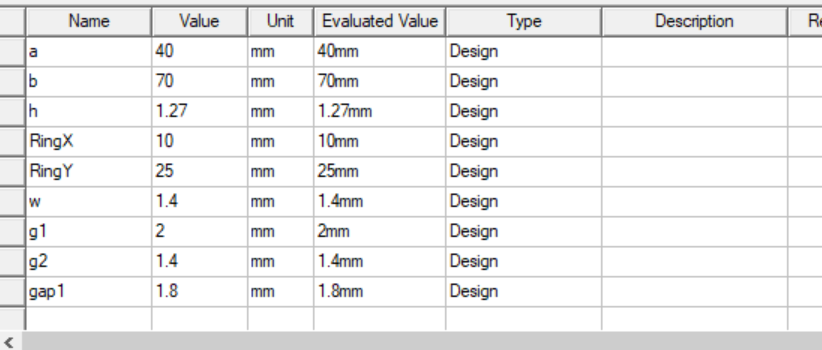 Name Value Unit Evaluated Value Type Description Re
a 40 mm 40mm Design
b 70 mm 70mm Design
h 1.27 mm 1.27mm Design
RingX 10 mm 10mm Design
RingY 25 mm 25mm Design
w 1.4 mm 1.4mm Design
g1 2 mm 2mm Design
g2 1.4 mm 1.4mm Design
gap1 1.8 mm 1.8mm Design